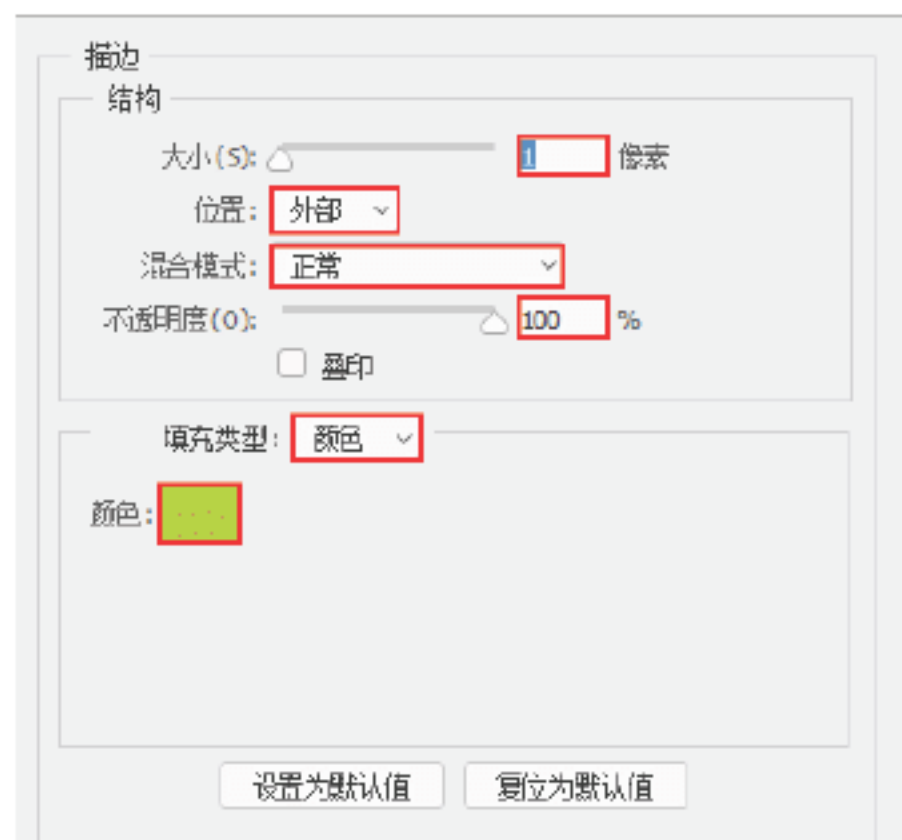 描边
结构
大小(S): 1 像素
位置: 外部
混合模式: 正常
不透明度(O): 100 %
叠印
填充类型: 颜色
颜色:
设置为默认值 复位为默认值